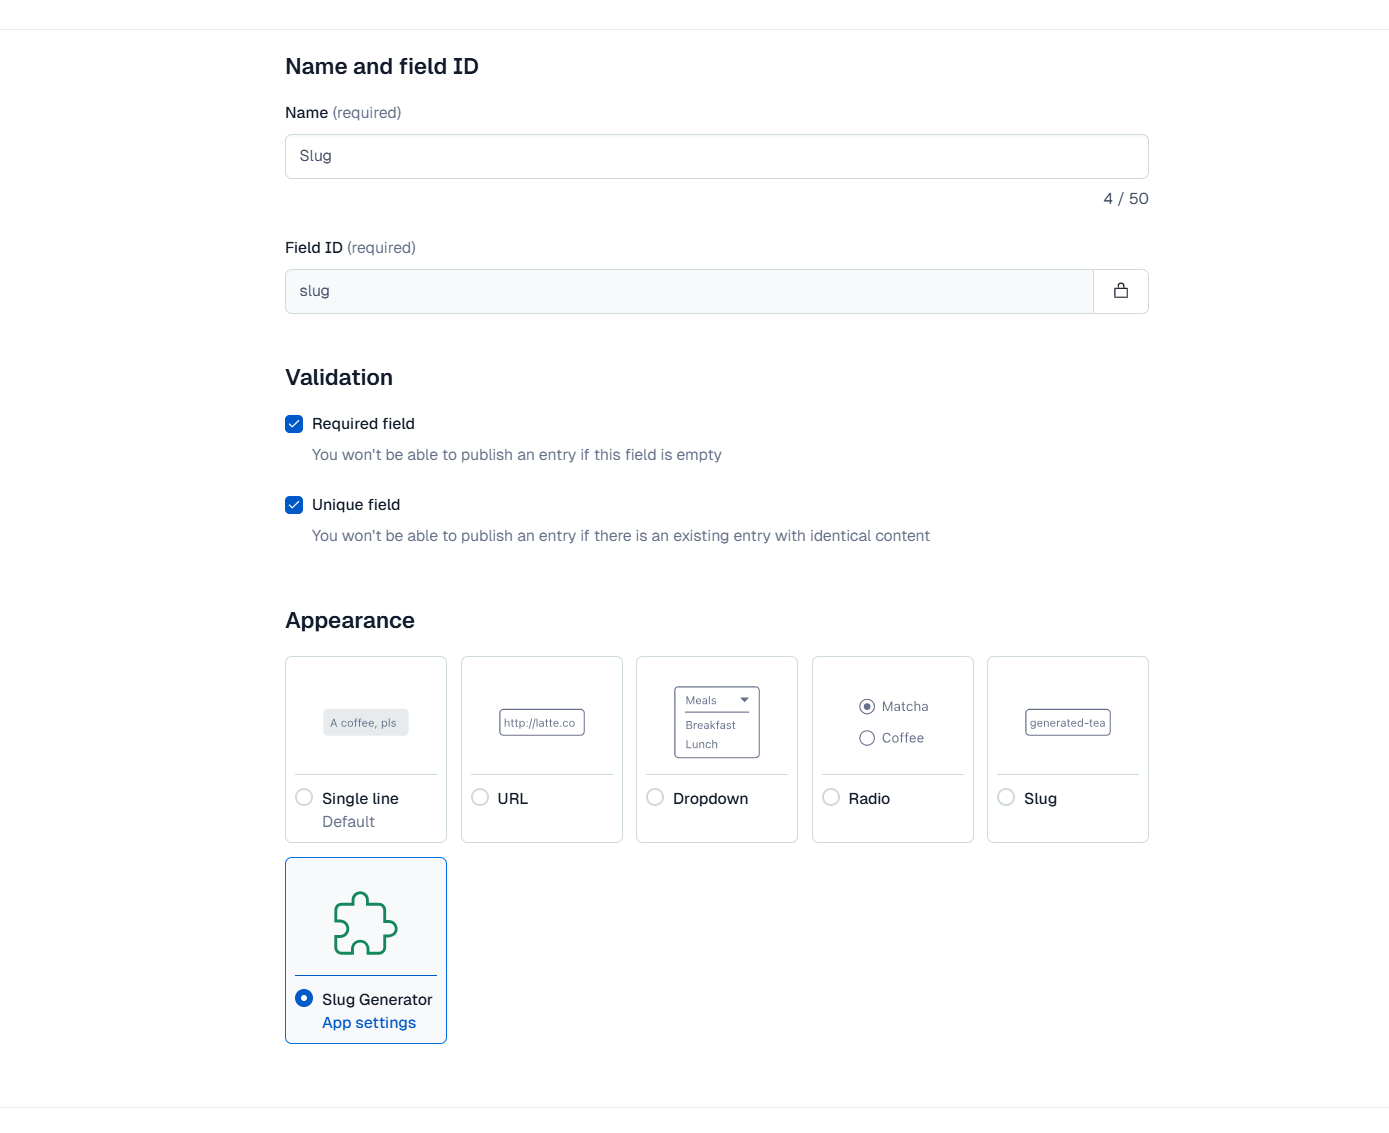 Name and field ID
Name (required)
Slug
4 / 50
Field ID (required)
slug
Validation
Required field
You won't be able to publish an entry if this field is empty
Unique field
You won't be able to publish an entry if there is an existing entry with identical content
Appearance
A coffee, pls
Single line
Default
http://latte.co
URL
Meals
Breakfast
Lunch
Dropdown
Matcha
Coffee
Radio
generated-tea
Slug
Slug Generator
App settings